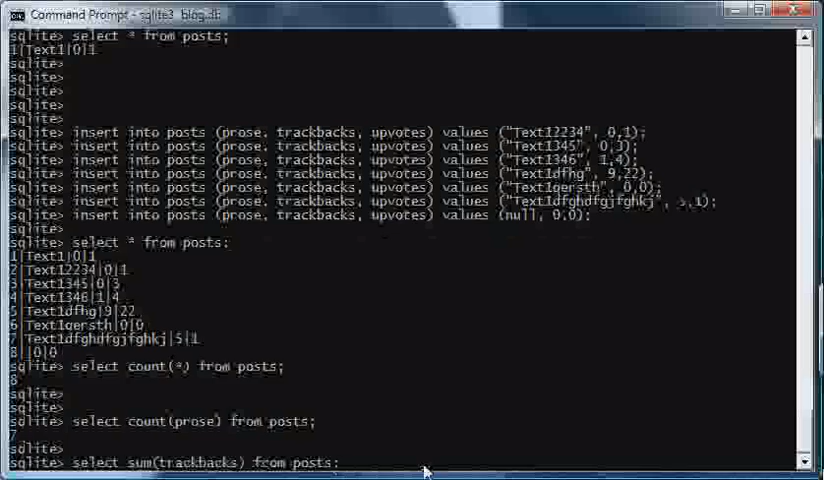 Command Prompt - sqlite3 blog.db
sqlite> select * from posts;
1|Text1|0|1
sqlite>
sqlite>
sqlite>
sqlite>
sqlite>
sqlite> insert into posts (prose, trackbacks, upvotes) values ("Text12234", 0,1);
sqlite> insert into posts (prose, trackbacks, upvotes) values ("Text1345", 0,3);
sqlite> insert into posts (prose, trackbacks, upvotes) values ("Text1346", 1,4);
sqlite> insert into posts (prose, trackbacks, upvotes) values ("Text1dfhg", 9,22);
sqlite> insert into posts (prose, trackbacks, upvotes) values ("Text1gersth", 0,0);
sqlite> insert into posts (prose, trackbacks, upvotes) values ("Text1dfghdfgjfghkj", 5,1);
sqlite> insert into posts (prose, trackbacks, upvotes) values (null, 0,0);
sqlite>
sqlite> select * from posts;
1|Text1|0|1
2|Text12234|0|1
3|Text1345|0|3
4|Text1346|1|4
5|Text1dfhg|9|22
6|Text1gersth|0|0
7|Text1dfghdfgjfghkj|5|1
8||0|0
sqlite> select count(*) from posts;
8
sqlite>
sqlite>
sqlite> select count(prose) from posts;
7
sqlite>
sqlite> select sum(trackbacks) from posts;